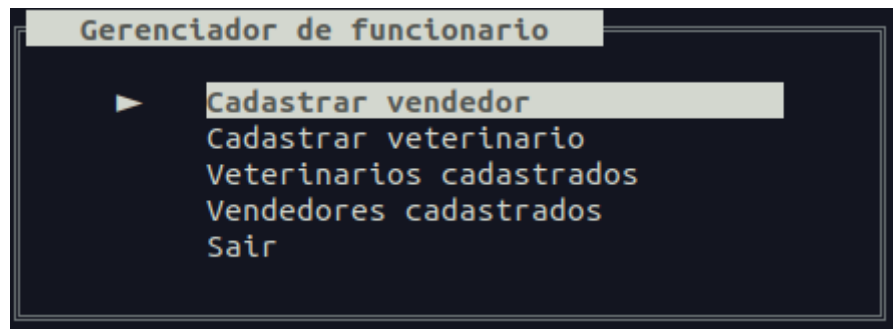 Gerenciador de funcionario
► Cadastrar vendedor
Cadastrar veterinario
Veterinarios cadastrados
Vendedores cadastrados
Sair